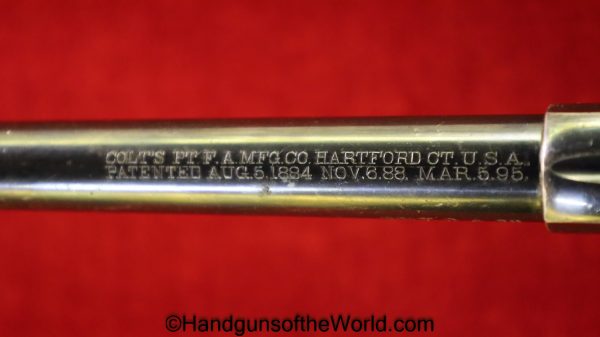 COLT'S PT. F. A. MFG. CO. HARTFORD CT. U.S.A.
PATENTED AUG. 5. 1884 NOV. 6. 88. MAR. 5. 95.
©HandgunsoftheWorld.com